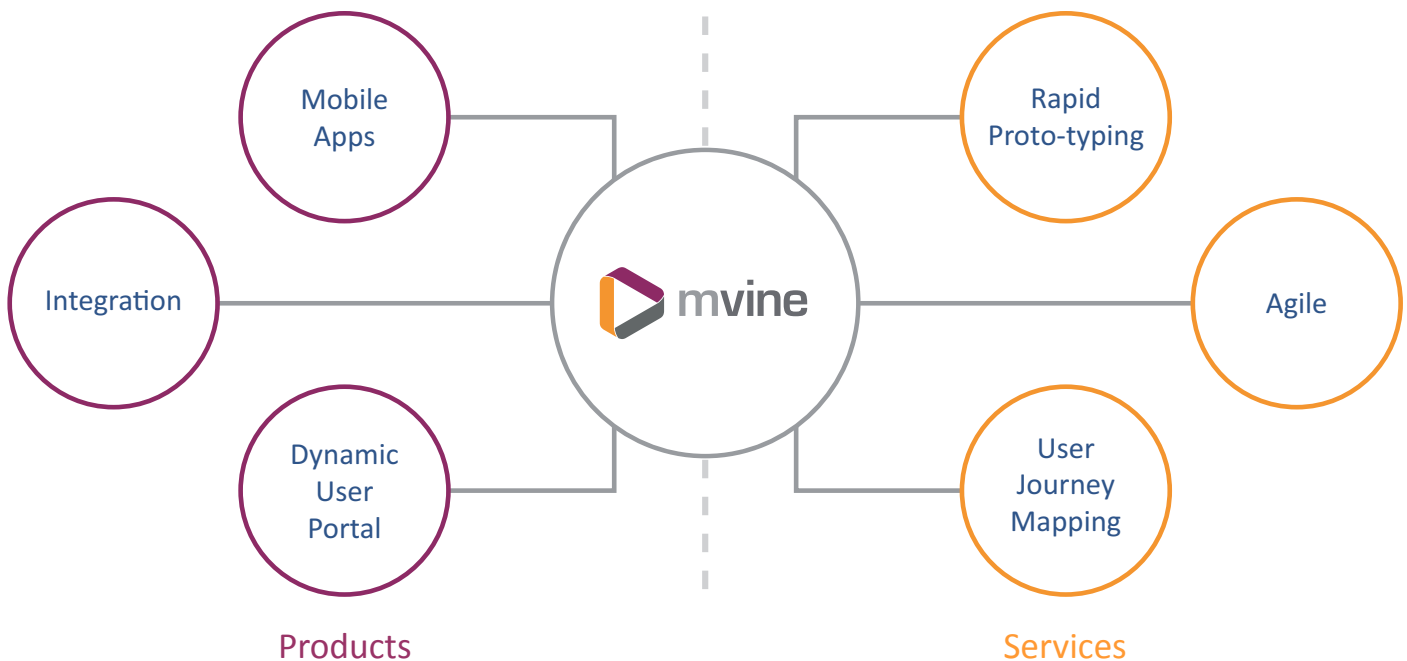 Mobile
Apps
Rapid
Proto-typing
Integration
mvine
Agile
Dynamic
User
Portal
User
Journey
Mapping
Products
Services